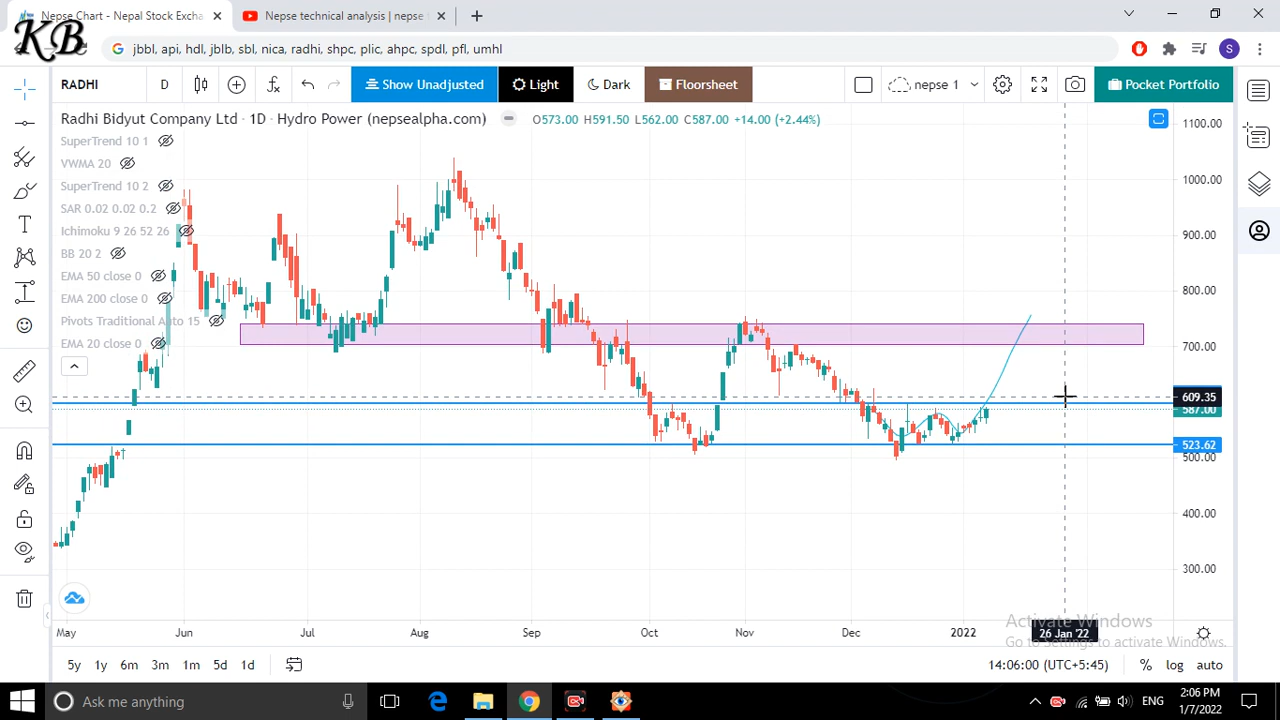 Nepse Chart - Nepal Stock Excha
Nepse technical analysis | nepse
KB
jbbl, api, hdl, jblb, sbl, nica, radhi, shpc, plic, ahpc, spdl, pfl, umhl
S
RADHI
D
Show Unadjusted
Light
Dark
Floorsheet
nepse 1
Pocket Portfolio
Radhi Bidyut Company Ltd · 1D · Hydro Power (nepsealpha.com)
O573.00 H591.50 L562.00 C587.00 +14.00 (+2.44%)
SuperTrend 10 1
VWMA 20
SuperTrend 10 2
SAR 0.02 0.02 0.2
Ichimoku 9 26 52 26
BB 20 2
EMA 50 close 0
EMA 200 close 0
Pivots Traditional Auto 15
EMA 20 close 0
1100.00
1000.00
900.00
800.00
700.00
609.35
587.00
523.62
500.00
400.00
300.00
Activate Windows
Go to Settings to activate Windows.
May Jun Jul Aug Sep Oct Nov Dec 2022 26 Jan '22
5y 1y 6m 3m 1m 5d 1d
14:06:00 (UTC+5:45) % log auto
Ask me anything
ENG
2:06 PM
1/7/2022